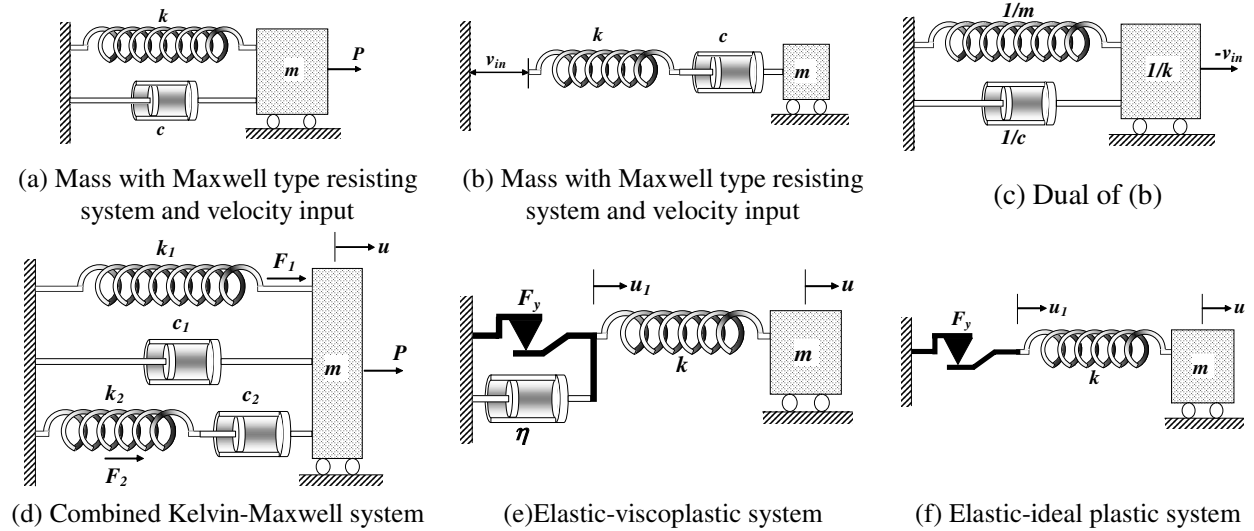 k
P
m
c
(a) Mass with Maxwell type resisting
system and velocity input
v_in
k
c
m
(b) Mass with Maxwell type resisting
system and velocity input
1/m
1/k
-v_in
1/c
(c) Dual of (b)
k_1
u
F_1
c_1
P
m
k_2
c_2
F_2
(d) Combined Kelvin-Maxwell system
F_y
u_1
u
k
m
η
(e)Elastic-viscoplastic system
F_y
u_1
u
k
m
(f) Elastic-ideal plastic system